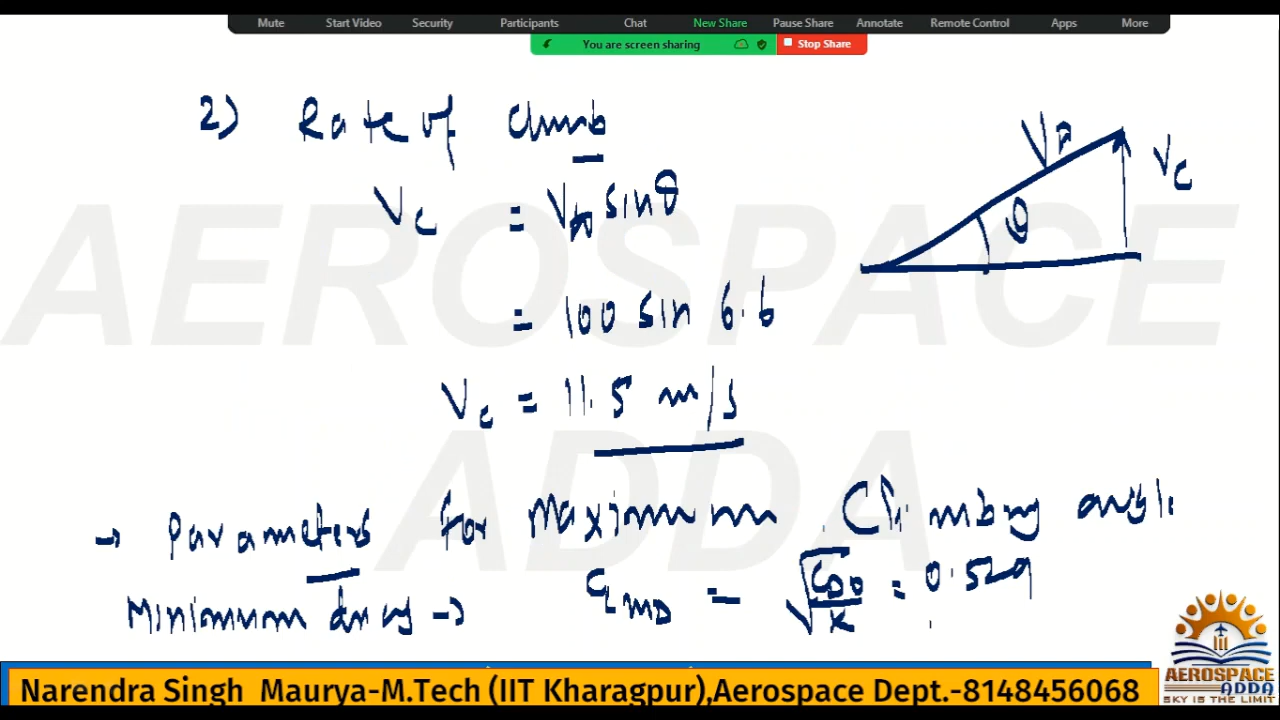 Mute Start Video Security Participants Chat New Share Pause Share Annotate Remote Control Apps More
You are screen sharing Stop Share
2) Rate of climb
V∞
Vc
θ
Vc = V∞ sinθ
= 100 sin 6.6
Vc = 11.5 m/s
AEROSPACE
ADDA
→ Parameters for Maximum Climbing angle
Minimum drag → CLMD = √(CD0/K) = 0.529
AEROSPACE
ADDA
SKY IS THE LIMIT
Narendra Singh Maurya-M.Tech (IIT Kharagpur),Aerospace Dept.-8148456068